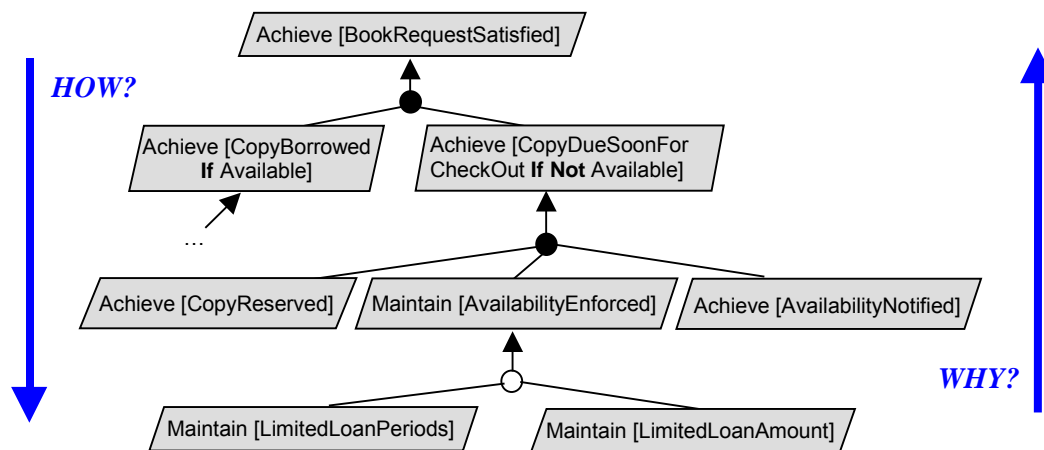 Achieve [BookRequestSatisfied]
HOW?
Achieve [CopyBorrowed
If Available]
Achieve [CopyDueSoonFor
CheckOut If Not Available]
...
Achieve [CopyReserved]
Maintain [AvailabilityEnforced]
Achieve [AvailabilityNotified]
WHY?
Maintain [LimitedLoanPeriods]
Maintain [LimitedLoanAmount]